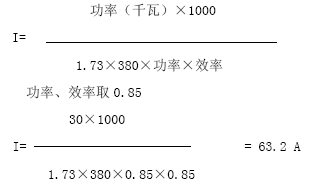 功率（千瓦）×1000
I=
1.73×380×功率×效率
功率、效率取0.85
30×1000
I= = 63.2 A
1.73×380×0.85×0.85